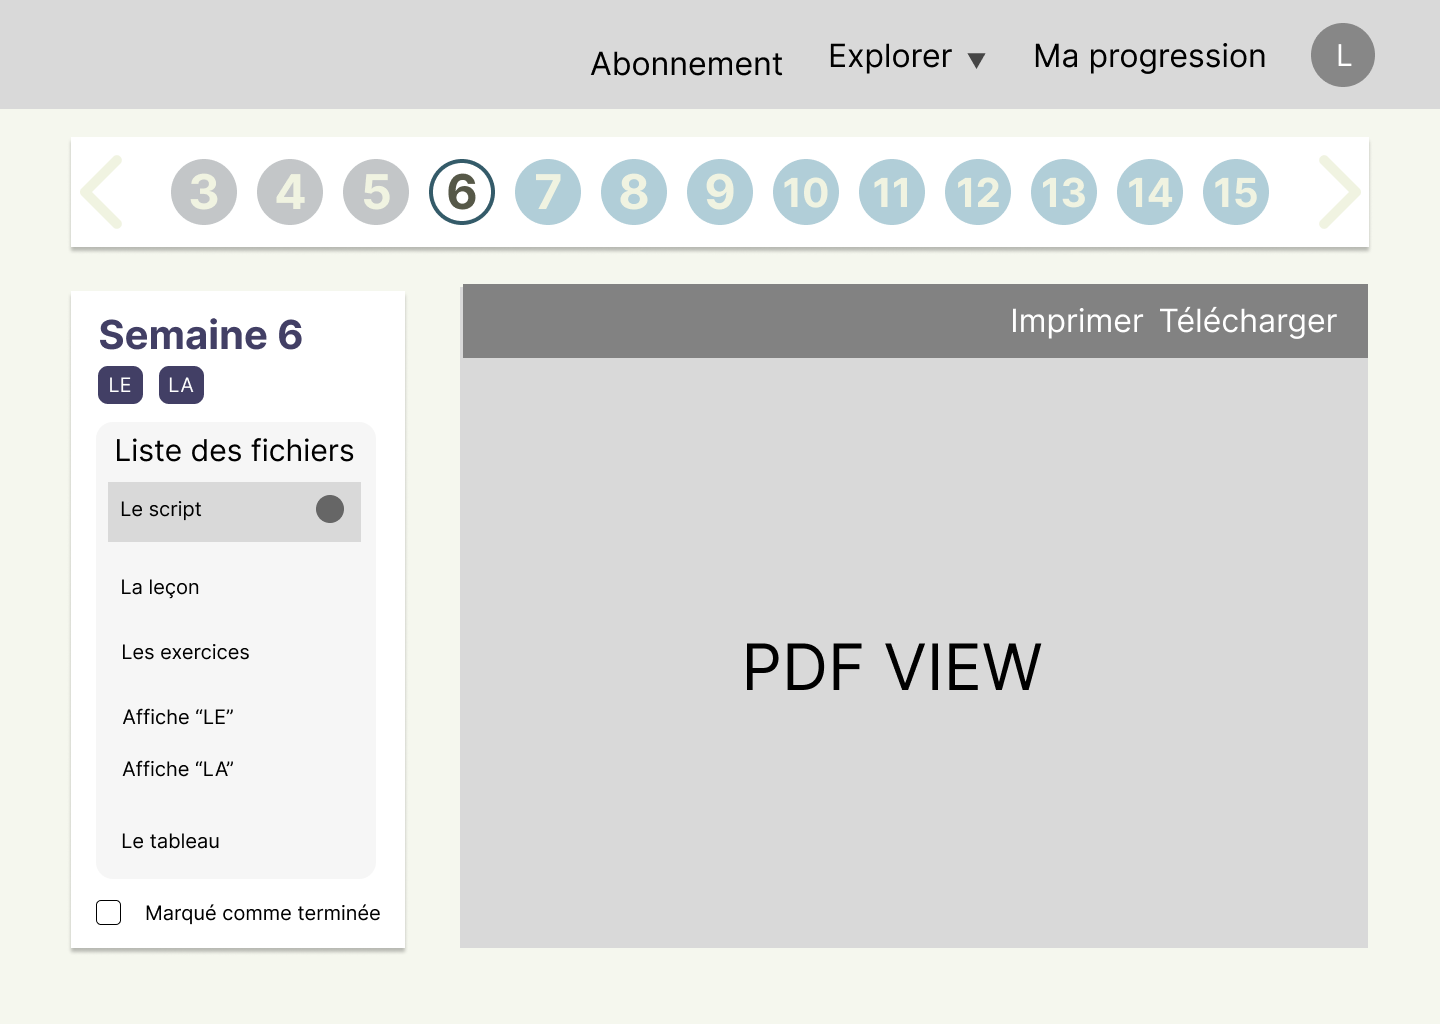 Abonnement Explorer ▼ Ma progression L
3 4 5 6 7 8 9 10 11 12 13 14 15
Semaine 6
LE LA
Liste des fichiers
Le script
La leçon
Les exercices
Affiche “LE”
Affiche “LA”
Le tableau
Marqué comme terminée
Imprimer Télécharger
PDF VIEW